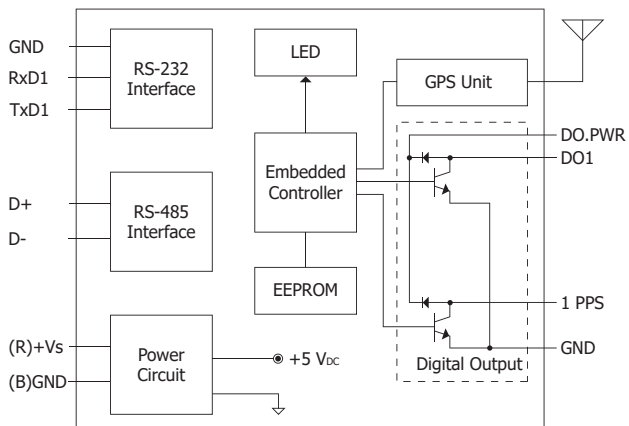 GND
RxD1
TxD1
RS-232
Interface
LED
GPS Unit
DO.PWR
DO1
Embedded
Controller
D+
D-
RS-485
Interface
EEPROM
1 PPS
GND
Digital Output
(R)+Vs
(B)GND
Power
Circuit
+5 VDC